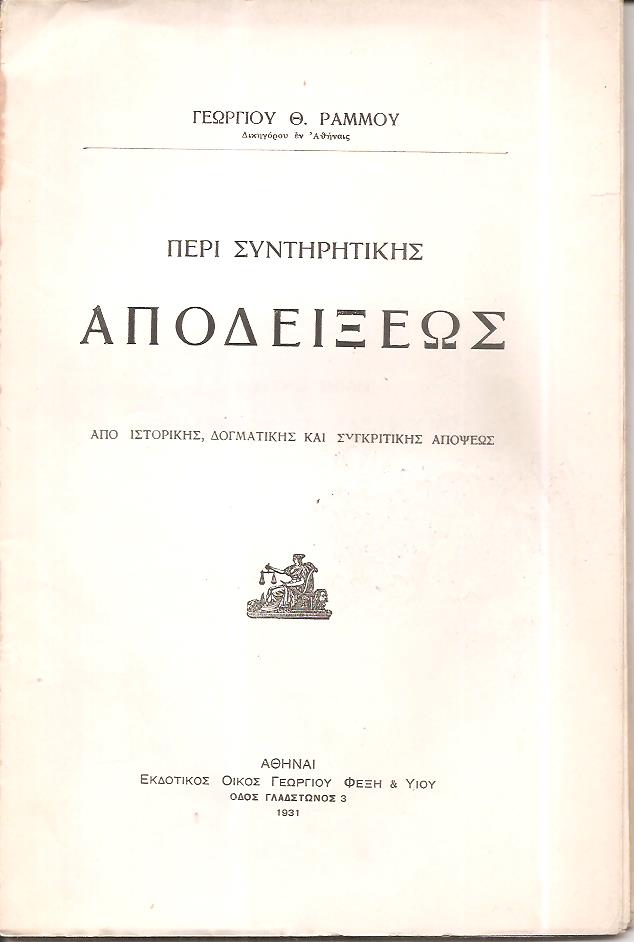 ΓΕΩΡΓΙΟΥ Θ. ΡΑΜΜΟΥ
Δικηγόρου ἐν Ἀθήναις
ΠΕΡΙ ΣΥΝΤΗΡΗΤΙΚΗΣ
ΑΠΟΔΕΙΞΕΩΣ
ΑΠΟ ΙΣΤΟΡΙΚΗΣ, ΔΟΓΜΑΤΙΚΗΣ ΚΑΙ ΣΥΓΚΡΙΤΙΚΗΣ ΑΠΟΨΕΩΣ
ΑΘΗΝΑΙ
ΕΚΔΟΤΙΚΟΣ ΟΙΚΟΣ ΓΕΩΡΓΙΟΥ ΦΕΞΗ & ΥΙΟΥ
ΟΔΟΣ ΓΛΑΔΣΤΩΝΟΣ 3
1931